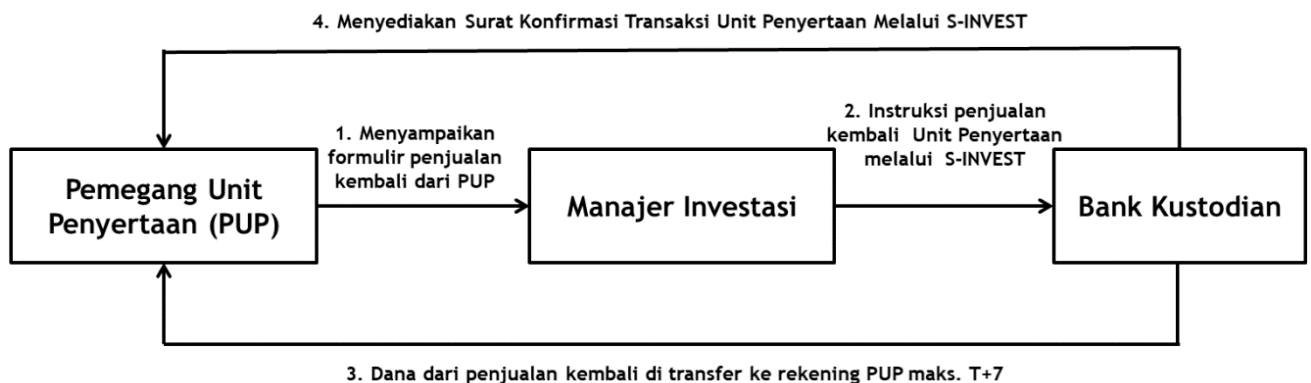 4. Menyediakan Surat Konfirmasi Transaksi Unit Penyertaan Melalui S-INVEST
1. Menyampaikan
formulir penjualan
kembali dari PUP
2. Instruksi penjualan
kembali Unit Penyertaan
melalui S-INVEST
Pemegang Unit
Penyertaan (PUP)
Manajer Investasi
Bank Kustodian
3. Dana dari penjualan kembali di transfer ke rekening PUP maks. T+7